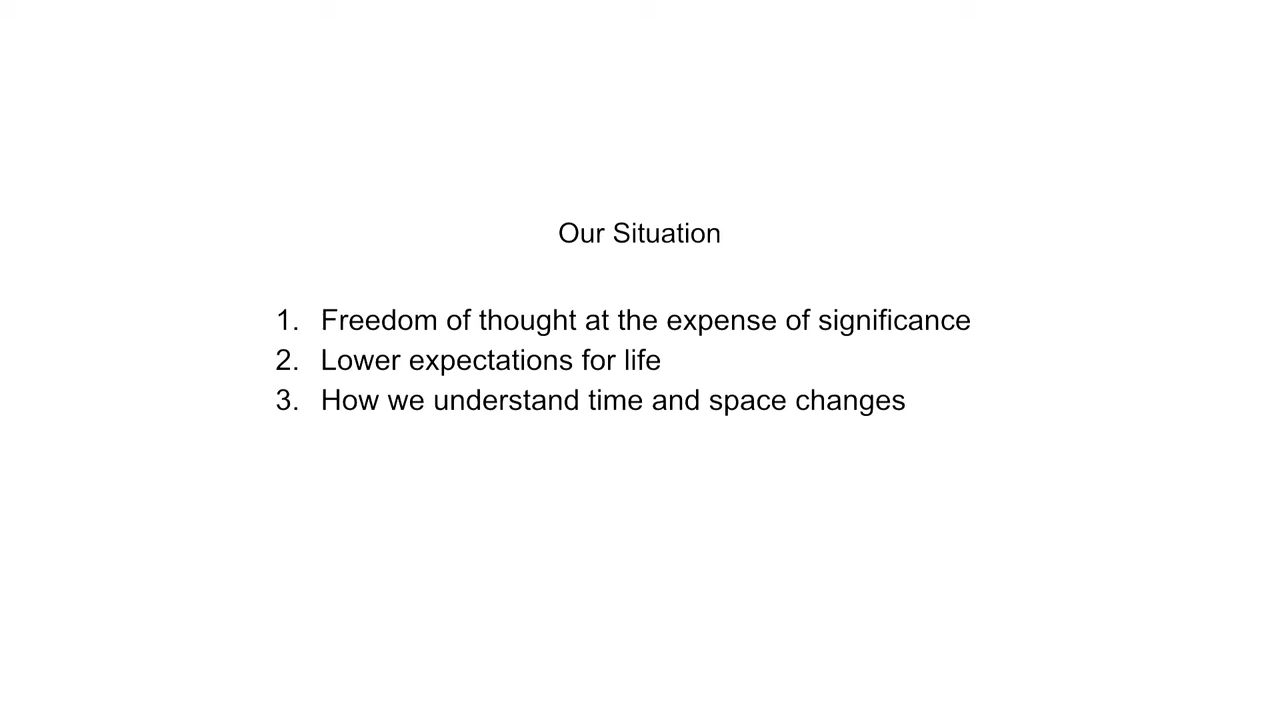 Our Situation
1. Freedom of thought at the expense of significance
2. Lower expectations for life
3. How we understand time and space changes